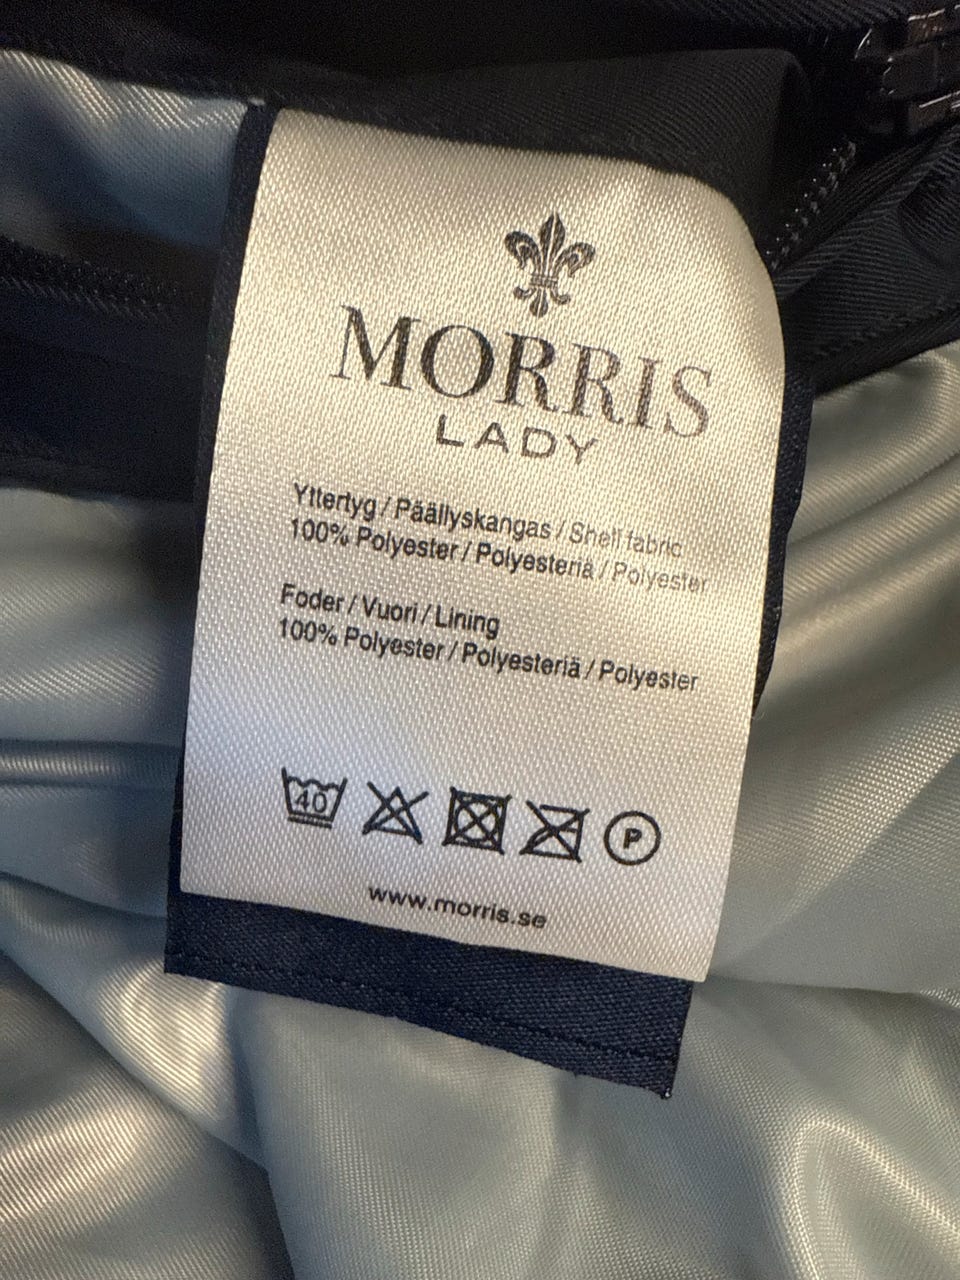 MORRIS
LADY
Yttertyg / Päällyskangas / Shell fabric
100% Polyester / Polyesteriä / Polyester
Foder / Vuori / Lining
100% Polyester / Polyesteriä / Polyester
40 P
www.morris.se